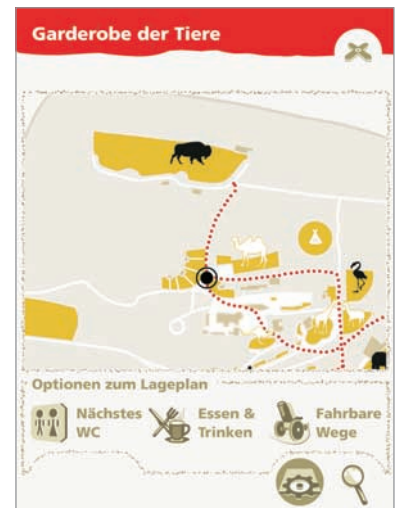 Garderobe der Tiere
Optionen zum Lageplan
Nächstes
WC
Essen &
Trinken
Fahrbare
Wege